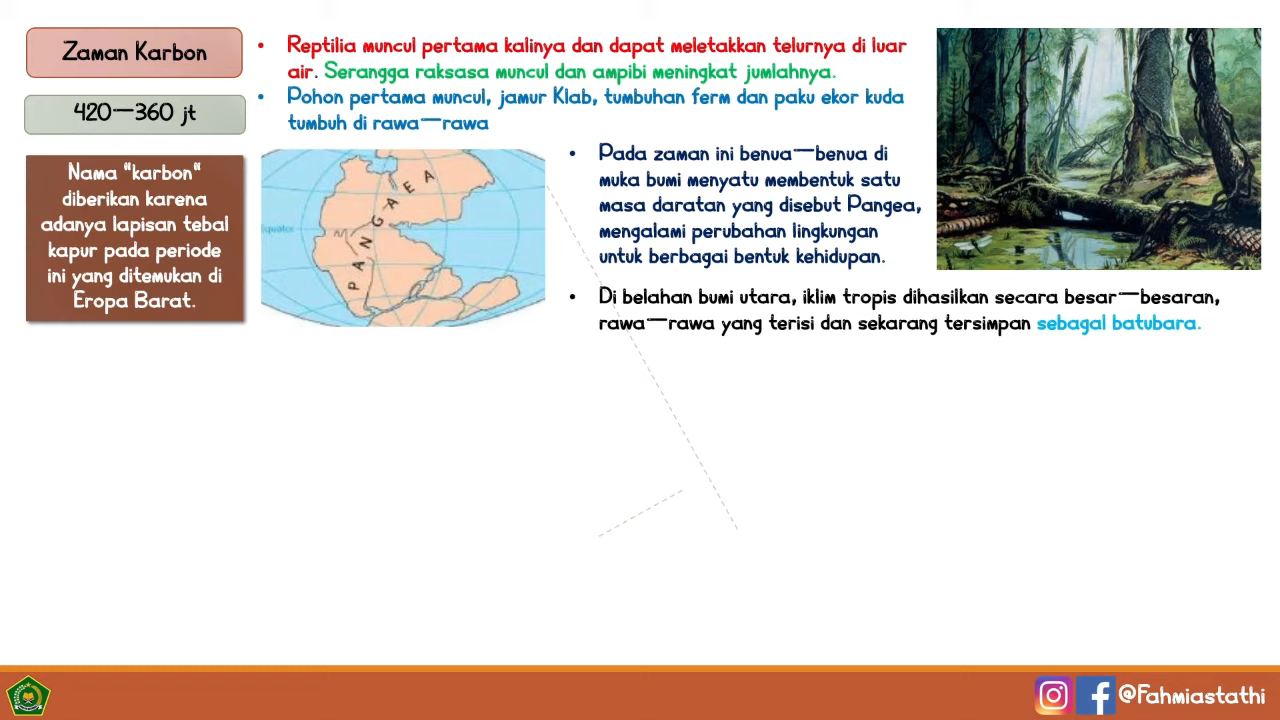 Zaman Karbon
420—360 jt
Nama "karbon"
diberikan karena
adanya lapisan tebal
kapur pada periode
ini yang ditemukan di
Eropa Barat.
• Reptilia muncul pertama kalinya dan dapat meletakkan telurnya di luar
air. Serangga raksasa muncul dan ampibi meningkat jumlahnya.
• Pohon pertama muncul, jamur Klab, tumbuhan ferm dan paku ekor kuda
tumbuh di rawa—rawa
Equator
PANGAEA
• Pada zaman ini benua—benua di
muka bumi menyatu membentuk satu
masa daratan yang disebut Pangea,
mengalami perubahan lingkungan
untuk berbagai bentuk kehidupan.
• Di belahan bumi utara, iklim tropis dihasilkan secara besar—besaran,
rawa—rawa yang terisi dan sekarang tersimpan sebagal batubara.
@Fahmiastathi